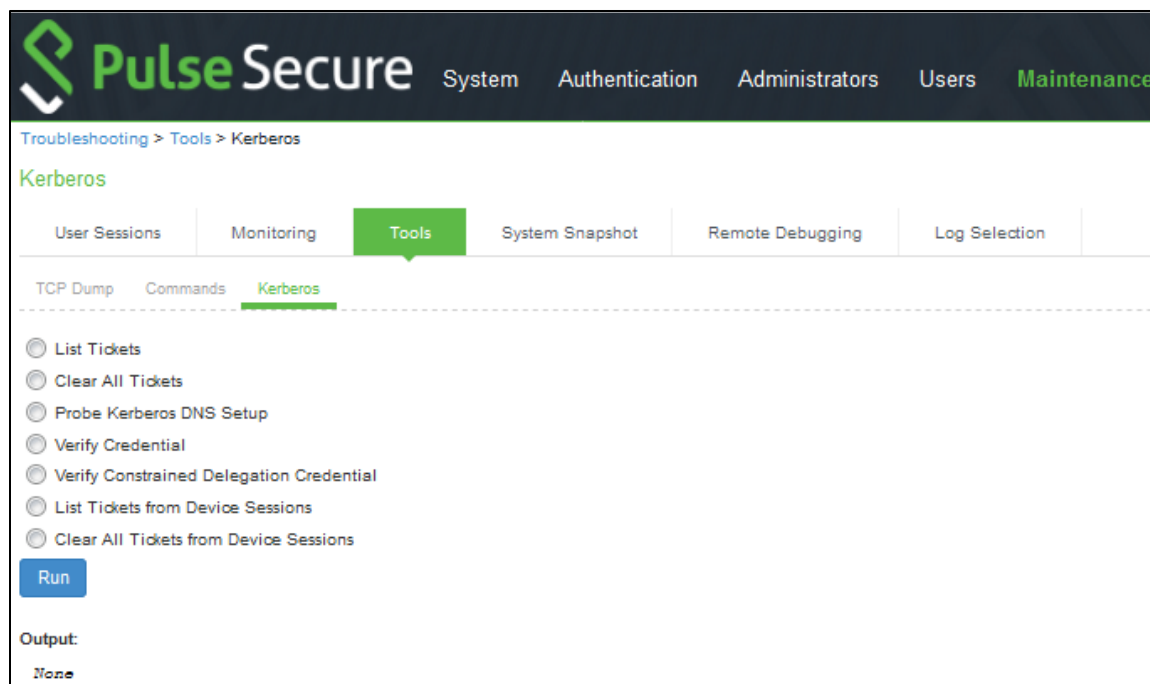 Pulse Secure System Authentication Administrators Users Maintenance
Troubleshooting > Tools > Kerberos
Kerberos
User Sessions Monitoring Tools System Snapshot Remote Debugging Log Selection
TCP Dump Commands Kerberos
List Tickets
Clear All Tickets
Probe Kerberos DNS Setup
Verify Credential
Verify Constrained Delegation Credential
List Tickets from Device Sessions
Clear All Tickets from Device Sessions
Run
Output:
None